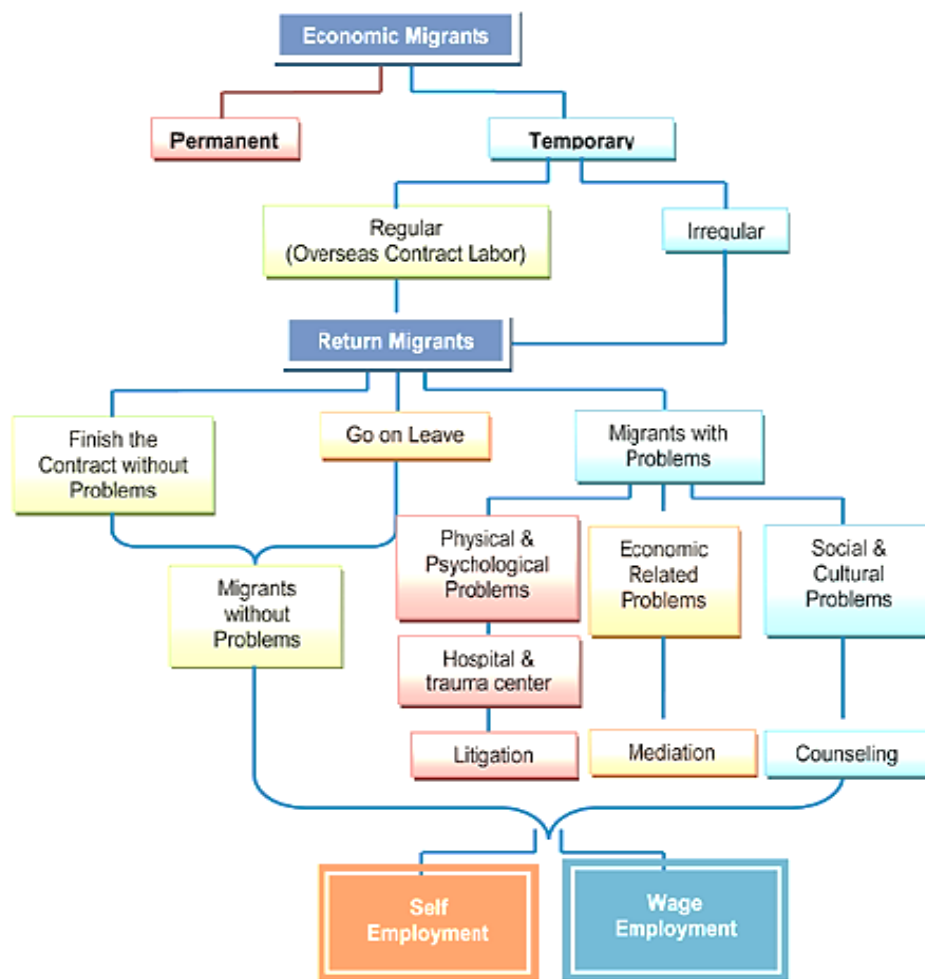 Economic Migrants
Permanent
Temporary
Regular
(Overseas Contract Labor)
Irregular
Return Migrants
Finish the
Contract without
Problems
Go on Leave
Migrants with
Problems
Physical &
Psychological
Problems
Economic
Related
Problems
Social &
Cultural
Problems
Migrants
without
Problems
Hospital &
trauma center
Litigation
Mediation
Counseling
Self
Employment
Wage
Employment